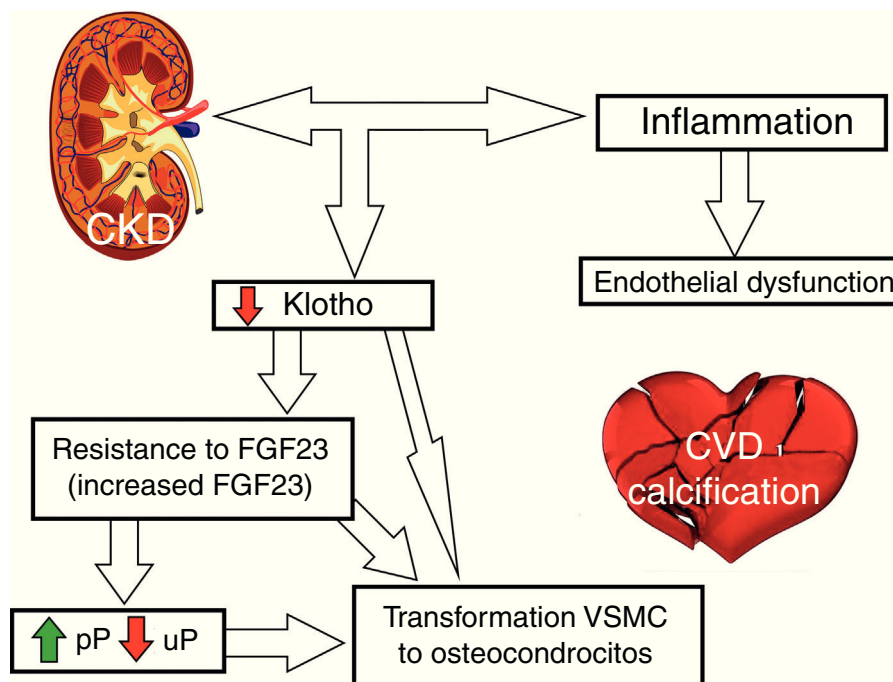 CKD
Inflammation
Endothelial dysfunction
Klotho
Resistance to FGF23
(increased FGF23)
CVD
calcification
pP uP
Transformation VSMC
to osteocondrocitos